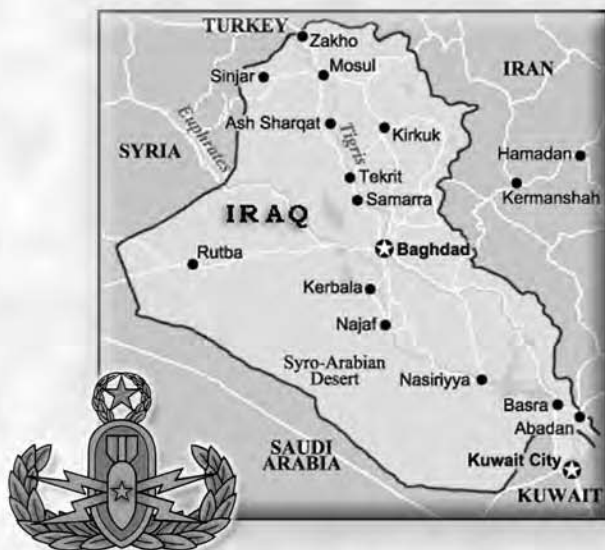 TURKEY
Zakho
Sinjar
Mosul
IRAN
Euphrates
Ash Sharqat
Tigris
Kirkuk
SYRIA
Hamadan
Tekrit
Kermanshah
Samarra
IRAQ
Baghdad
Rutba
Kerbala
Najaf
Syro-Arabian
Desert
Nasiriyya
Basra
Abadan
SAUDI
ARABIA
Kuwait City
KUWAIT